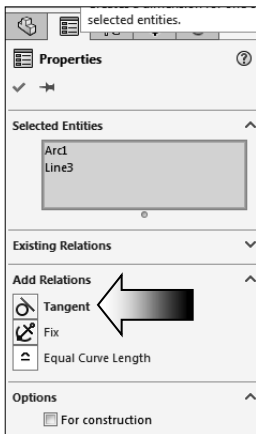 selected entities.
Properties
Selected Entities
Arc1
Line3
Existing Relations
Add Relations
Tangent
Fix
Equal Curve Length
Options
For construction